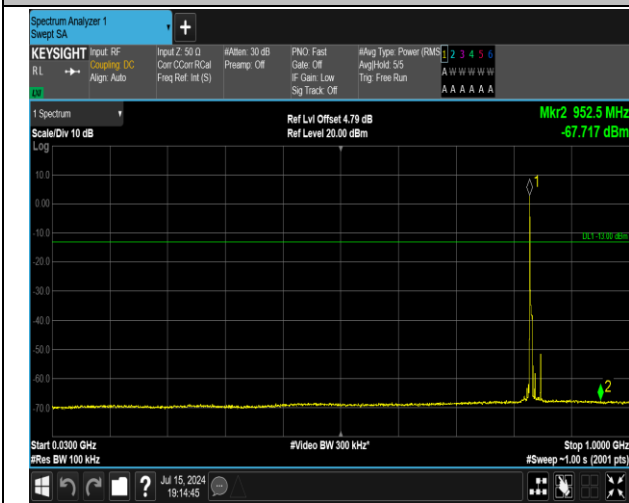 Spectrum Analyzer 1
Swept SA
+
KEYSIGHT
RL
LXI
Input: RF
Coupling: DC
Align: Auto
Input Z: 50 Ω
Corr CCorr RCal
Freq Ref: Int (S)
#Atten: 30 dB
Preamp: Off
PNO: Fast
Gate: Off
IF Gain: Low
Sig Track: Off
#Avg Type: Power (RMS
Avg|Hold: 5/5
Trig: Free Run
1 2 3 4 5 6
A W W W W W
A A A A A A
1 Spectrum
Scale/Div 10 dB
Log
Ref Lvl Offset 4.79 dB
Ref Level 20.00 dBm
Mkr2 952.5 MHz
-67.717 dBm
10.0
0.00
-10.0
-20.0
-30.0
-40.0
-50.0
-60.0
-70.0
1
DL1 -13.00 dBm
2
Start 0.0300 GHz
#Res BW 100 kHz
#Video BW 300 kHz*
Stop 1.0000 GHz
#Sweep ~1.00 s (2001 pts)
?
Jul 15, 2024
19:14:45